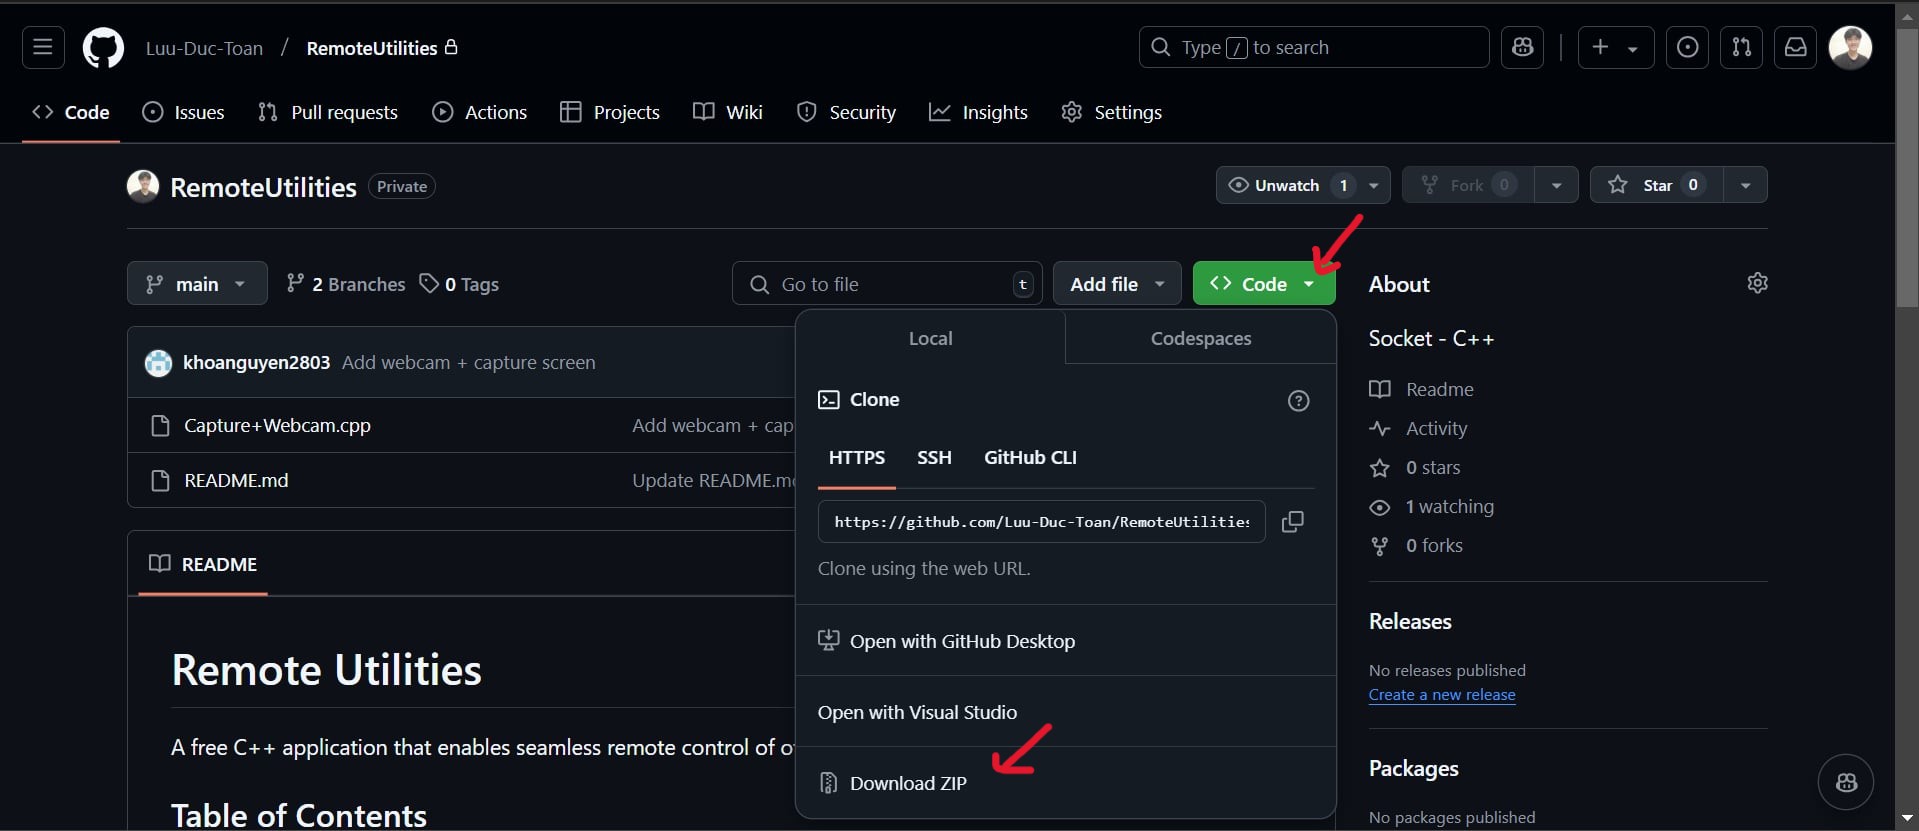 Luu-Duc-Toan / RemoteUtilities
Type / to search
Code Issues Pull requests Actions Projects Wiki Security Insights Settings
RemoteUtilities Private
Unwatch 1 Fork 0 Star 0
main 2 Branches 0 Tags
Go to file t Add file Code
khoanguyen2803 Add webcam + capture screen
Capture+Webcam.cpp Add webcam + cap
README.md Update README.m
README
Remote Utilities
A free C++ application that enables seamless remote control of o
Table of Contents
Local Codespaces
Clone
HTTPS SSH GitHub CLI
https://github.com/Luu-Duc-Toan/RemoteUtilities
Clone using the web URL.
Open with GitHub Desktop
Open with Visual Studio
Download ZIP
About
Socket - C++
Readme
Activity
0 stars
1 watching
0 forks
Releases
No releases published
Create a new release
Packages
No packages published